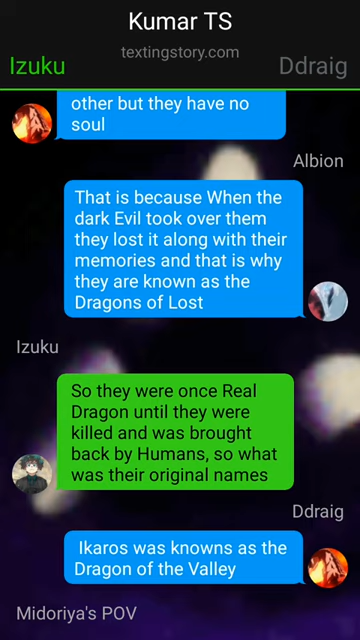 Kumar TS
textingstory.com
Izuku
Ddraig
other but they have no
soul
Albion
That is because When the
dark Evil took over them
they lost it along with their
memories and that is why
they are known as the
Dragons of Lost
Izuku
So they were once Real
Dragon until they were
killed and was brought
back by Humans, so what
was their original names
Ddraig
Ikaros was knowns as the
Dragon of the Valley
Midoriya's POV